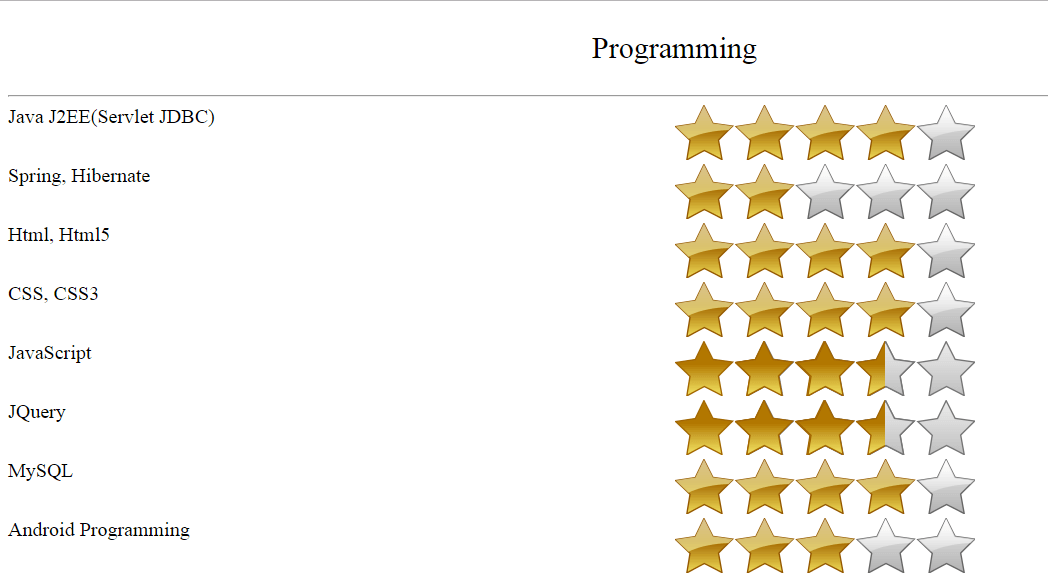 Programming
Java J2EE(Servlet JDBC)
Spring, Hibernate
Html, Html5
CSS, CSS3
JavaScript
JQuery
MySQL
Android Programming